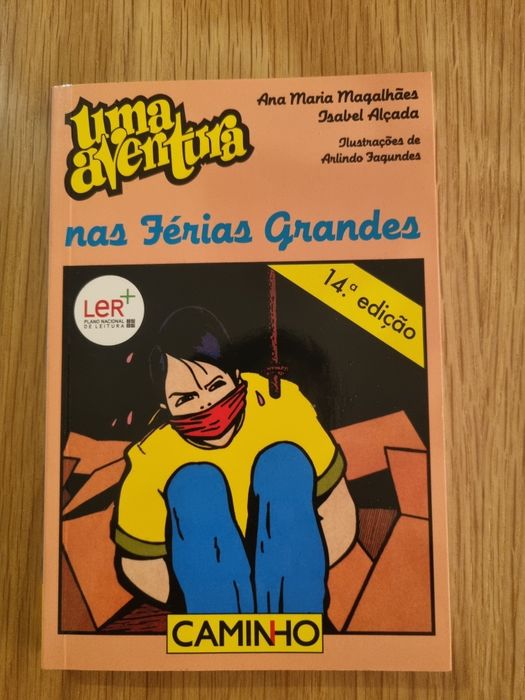 uma
aventura
Ana Maria Magalhães
Isabel Alçada
Ilustrações de
Arlindo Fagundes
nas Férias Grandes
LeR+
PLANO NACIONAL
DE LEITURA
14.ª edição
CAMINHO